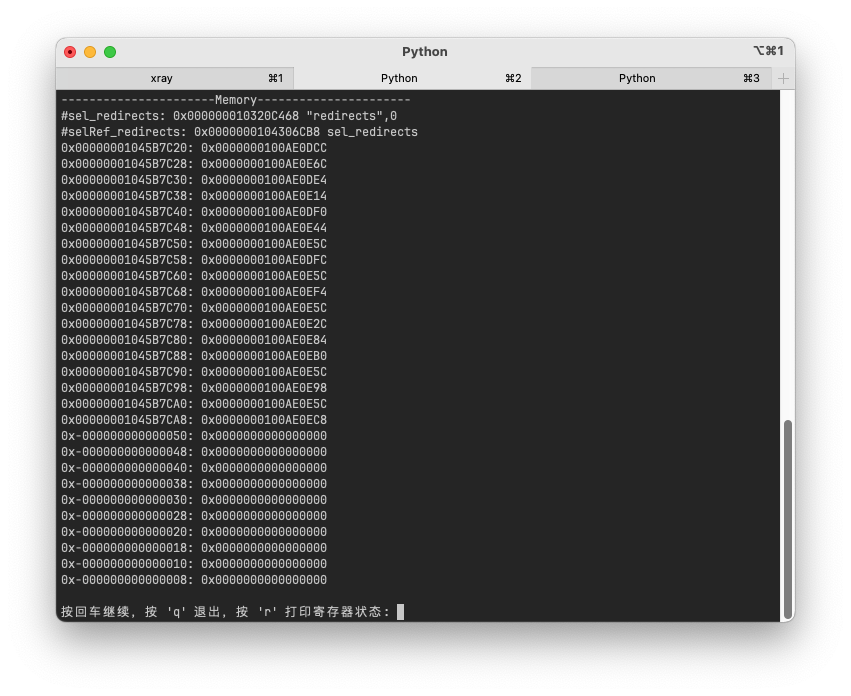 Python
⌥⌘1
xray ⌘1 Python ⌘2 Python ⌘3
----------------------Memory----------------------
#sel_redirects: 0x000000010320C468 "redirects",0
#selRef_redirects: 0x0000000104306CB8 sel_redirects
0x00000001045B7C20: 0x0000000100AE0DCC
0x00000001045B7C28: 0x0000000100AE0E6C
0x00000001045B7C30: 0x0000000100AE0DE4
0x00000001045B7C38: 0x0000000100AE0E14
0x00000001045B7C40: 0x0000000100AE0DF0
0x00000001045B7C48: 0x0000000100AE0E44
0x00000001045B7C50: 0x0000000100AE0E5C
0x00000001045B7C58: 0x0000000100AE0DFC
0x00000001045B7C60: 0x0000000100AE0E5C
0x00000001045B7C68: 0x0000000100AE0EF4
0x00000001045B7C70: 0x0000000100AE0E5C
0x00000001045B7C78: 0x0000000100AE0E2C
0x00000001045B7C80: 0x0000000100AE0E84
0x00000001045B7C88: 0x0000000100AE0EB0
0x00000001045B7C90: 0x0000000100AE0E5C
0x00000001045B7C98: 0x0000000100AE0E98
0x00000001045B7CA0: 0x0000000100AE0E5C
0x00000001045B7CA8: 0x0000000100AE0EC8
0x-000000000000050: 0x0000000000000000
0x-000000000000048: 0x0000000000000000
0x-000000000000040: 0x0000000000000000
0x-000000000000038: 0x0000000000000000
0x-000000000000030: 0x0000000000000000
0x-000000000000028: 0x0000000000000000
0x-000000000000020: 0x0000000000000000
0x-000000000000018: 0x0000000000000000
0x-000000000000010: 0x0000000000000000
0x-000000000000008: 0x0000000000000000
按回车继续，按 'q' 退出，按 'r' 打印寄存器状态: